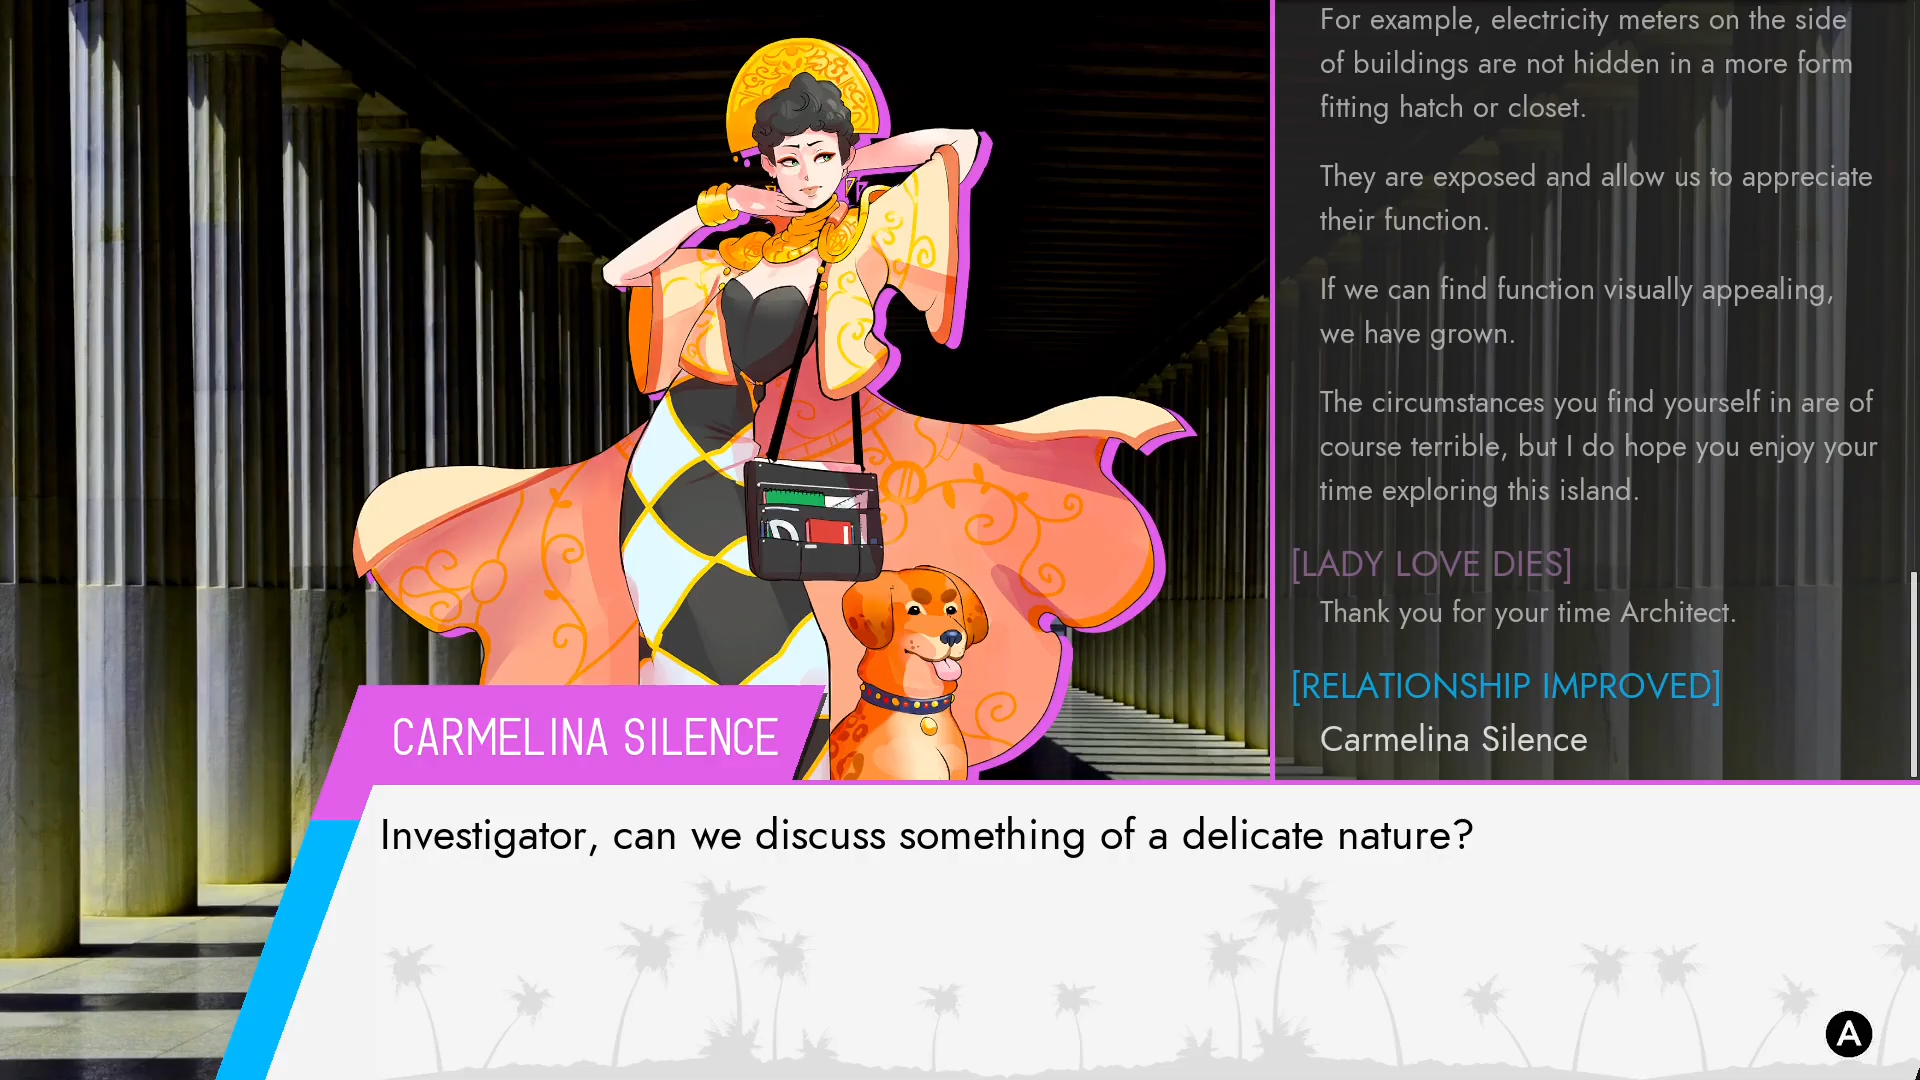 For example, electricity meters on the side
of buildings are not hidden in a more form
fitting hatch or closet.
They are exposed and allow us to appreciate
their function.
If we can find function visually appealing,
we have grown.
The circumstances you find yourself in are of
course terrible, but I do hope you enjoy your
time exploring this island.
[LADY LOVE DIES]
Thank you for your time Architect.
[RELATIONSHIP IMPROVED]
Carmelina Silence
CARMELINA SILENCE
Investigator, can we discuss something of a delicate nature?
A